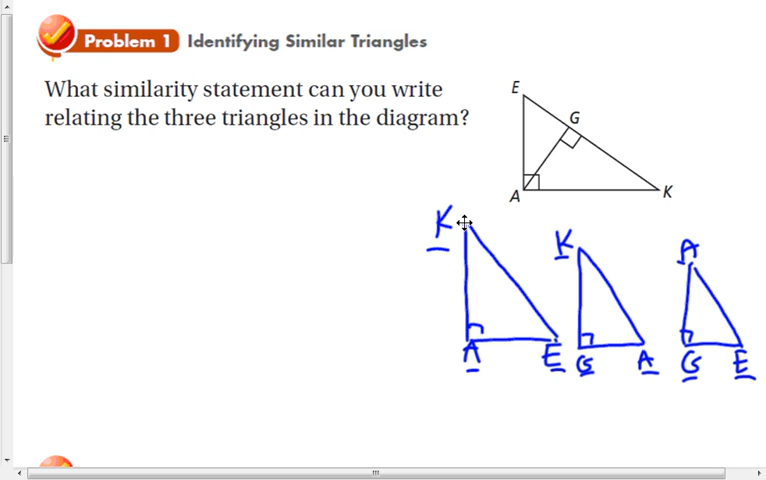 Problem 1 Identifying Similar Triangles
What similarity statement can you write
relating the three triangles in the diagram?
E
G
A
K
K
K
A
A
E
G
A
G
E